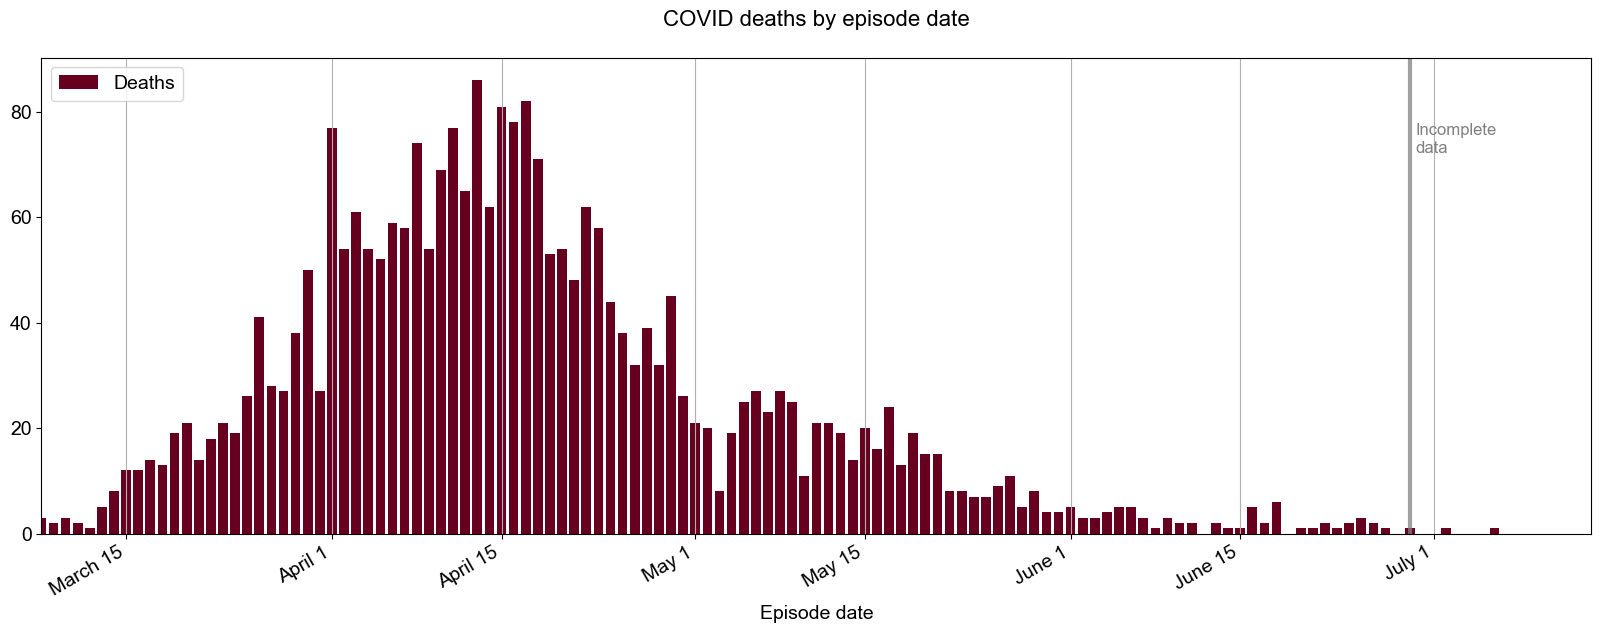 COVID deaths by episode date
Deaths
80
60
40
20
0
Incomplete
data
March 15
April 1
April 15
May 1
May 15
June 1
June 15
July 1
Episode date